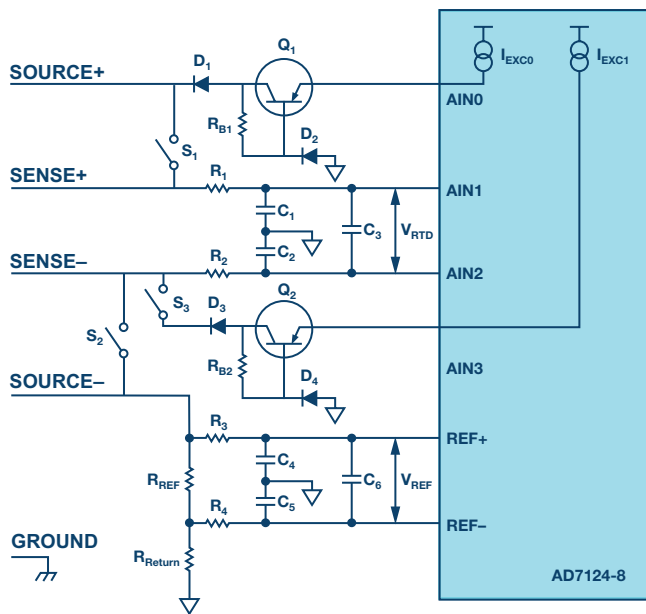 SOURCE+
D1
Q1
IEXC0
IEXC1
AIN0
RB1
D2
S1
SENSE+
R1
AIN1
C1
C3
VRTD
C2
SENSE–
R2
AIN2
Q2
S3
D3
S2
RB2
AIN3
SOURCE–
D4
R3
REF+
C4
RREF
C6
VREF
C5
R4
REF–
GROUND
RReturn
AD7124-8